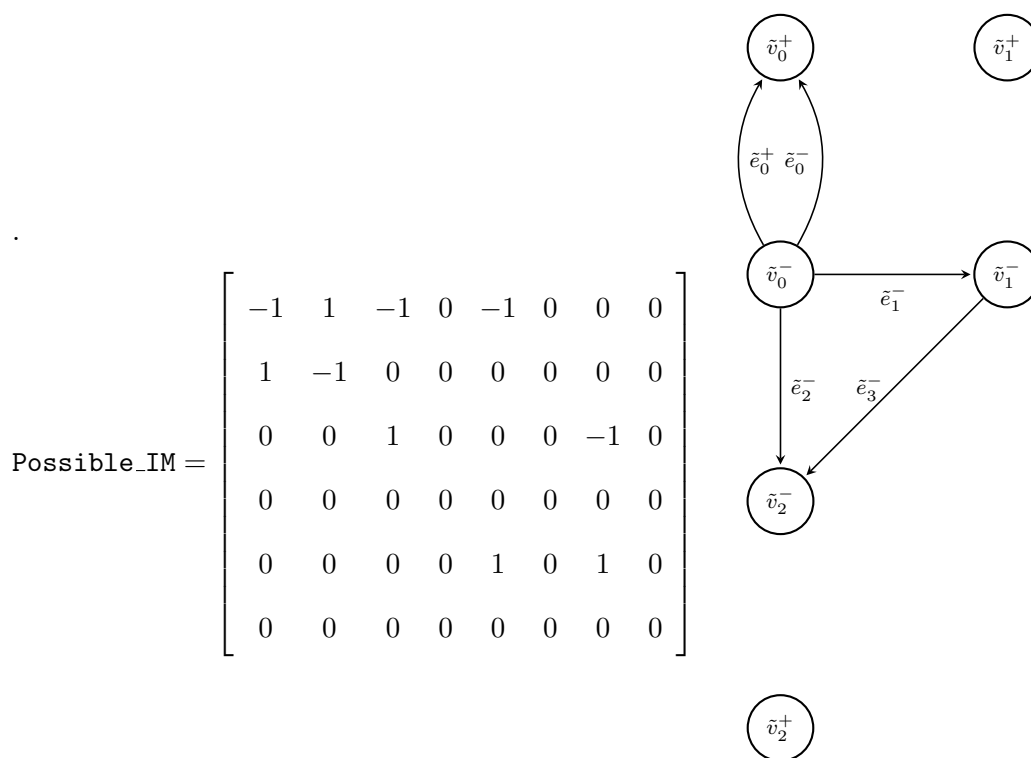 .
Possible_IM =
−1 1 −1 0 −1 0 0 0
1 −1 0 0 0 0 0 0
0 0 1 0 0 0 −1 0
0 0 0 0 0 0 0 0
0 0 0 0 1 0 1 0
0 0 0 0 0 0 0 0
ṽ₀⁺ ṽ₁⁺
ẽ₀⁺ ẽ₀⁻
ṽ₀⁻ ṽ₁⁻
ẽ₁⁻
ẽ₂⁻ ẽ₃⁻
ṽ₂⁻
ṽ₂⁺